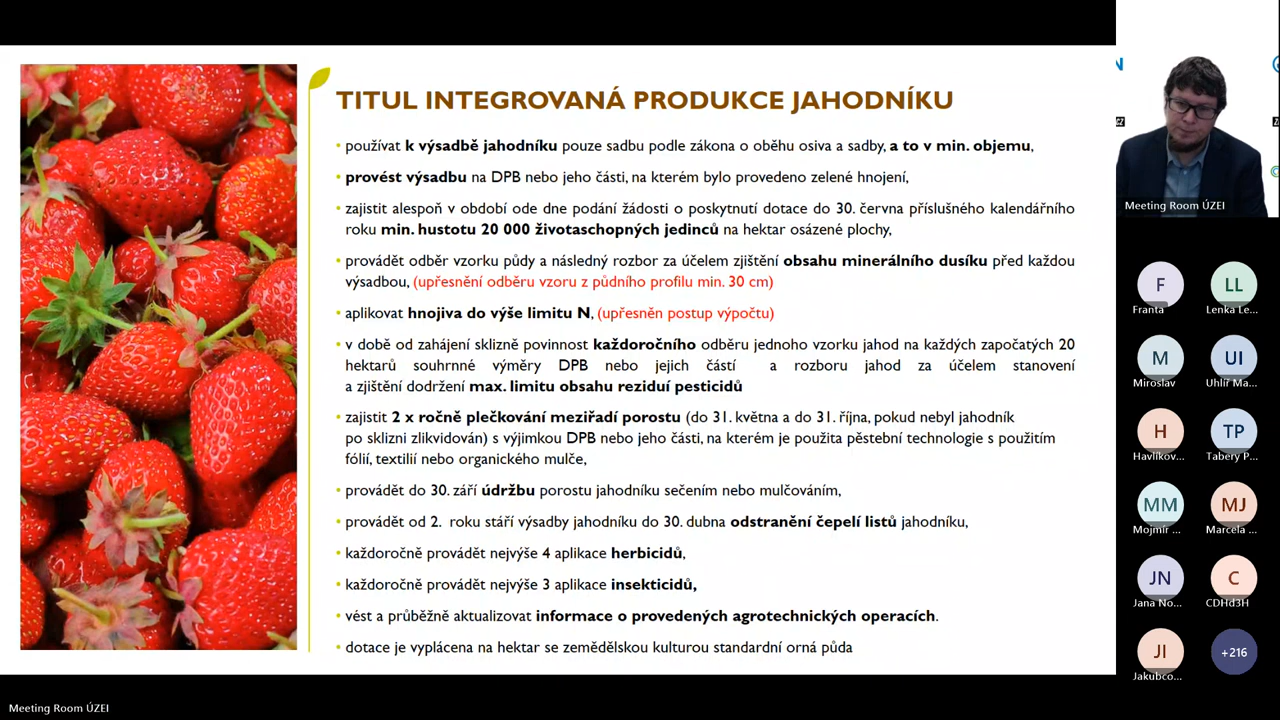 TITUL INTEGROVANÁ PRODUKCE JAHODNÍKU
• používat k výsadbě jahodníku pouze sadbu podle zákona o oběhu osiva a sadby, a to v min. objemu,
• provést výsadbu na DPB nebo jeho části, na kterém bylo provedeno zelené hnojení,
• zajistit alespoň v období ode dne podání žádosti o poskytnutí dotace do 30. června příslušného kalendářního
roku min. hustotu 20 000 životaschopných jedinců na hektar osázené plochy,
• provádět odběr vzorku půdy a následný rozbor za účelem zjištění obsahu minerálního dusíku před každou
výsadbou, (upřesnění odběru vzoru z půdního profilu min. 30 cm)
• aplikovat hnojiva do výše limitu N, (upřesněn postup výpočtu)
• v době od zahájení sklizně povinnost každoročního odběru jednoho vzorku jahod na každých započatých 20
hektarů souhrnné výměry DPB nebo jejich částí a rozboru jahod za účelem stanovení
a zjištění dodržení max. limitu obsahu reziduí pesticidů
• zajistit 2 x ročně plečkování meziřadí porostu (do 31. května a do 31. října, pokud nebyl jahodník
po sklizni zlikvidován) s výjimkou DPB nebo jeho části, na kterém je použita pěstební technologie s použitím
fólií, textilií nebo organického mulče,
• provádět do 30. září údržbu porostu jahodníku sečením nebo mulčováním,
• provádět od 2. roku stáří výsadby jahodníku do 30. dubna odstranění čepelí listů jahodníku,
• každoročně provádět nejvýše 4 aplikace herbicidů,
• každoročně provádět nejvýše 3 aplikace insekticidů,
• vést a průběžně aktualizovat informace o provedených agrotechnických operacích.
• dotace je vyplácena na hektar se zemědělskou kulturou standardní orná půda
Meeting Room ÚZEI
F
Franta
LL
Lenka Le...
M
Miroslav
UI
Uhlíř Ma...
H
Havlíkov...
TP
Tabery P...
MM
Mojmír ...
MJ
Marcela ...
JN
Jana No...
C
CDHd3H
JI
Jakubco...
+216
Meeting Room ÚZEI